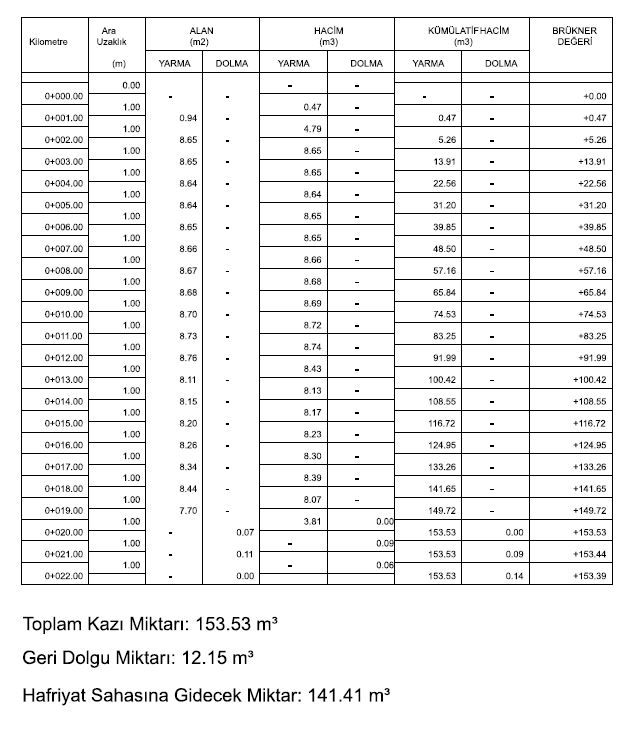 Kilometre Ara Uzaklık (m) ALAN (m2) HACİM (m3) KÜMÜLATİF HACİM (m3) BRÜKNER DEĞERİ
YARMA DOLMA YARMA DOLMA YARMA DOLMA
0.00 - -
0+000.00 - - - - +0.00
1.00 0.47 -
0+001.00 0.94 - 0.47 - +0.47
1.00 4.79 -
0+002.00 8.65 - 5.26 - +5.26
1.00 8.65 -
0+003.00 8.65 - 13.91 - +13.91
1.00 8.65 -
0+004.00 8.64 - 22.56 - +22.56
1.00 8.64 -
0+005.00 8.64 - 31.20 - +31.20
1.00 8.65 -
0+006.00 8.65 - 39.85 - +39.85
1.00 8.65 -
0+007.00 8.66 - 48.50 - +48.50
1.00 8.66 -
0+008.00 8.67 - 57.16 - +57.16
1.00 8.68 -
0+009.00 8.68 - 65.84 - +65.84
1.00 8.69 -
0+010.00 8.70 - 74.53 - +74.53
1.00 8.72 -
0+011.00 8.73 - 83.25 - +83.25
1.00 8.74 -
0+012.00 8.76 - 91.99 - +91.99
1.00 8.43 -
0+013.00 8.11 - 100.42 - +100.42
1.00 8.13 -
0+014.00 8.15 - 108.55 - +108.55
1.00 8.17 -
0+015.00 8.20 - 116.72 - +116.72
1.00 8.23 -
0+016.00 8.26 - 124.95 - +124.95
1.00 8.30 -
0+017.00 8.34 - 133.26 - +133.26
1.00 8.39 -
0+018.00 8.44 - 141.65 - +141.65
1.00 8.07 -
0+019.00 7.70 - 149.72 - +149.72
1.00 3.81 0.00
0+020.00 - 0.07 153.53 0.00 +153.53
1.00 - 0.09
0+021.00 - 0.11 153.53 0.09 +153.44
1.00 - 0.06
0+022.00 - 0.00 153.53 0.14 +153.39
Toplam Kazı Miktarı: 153.53 m³
Geri Dolgu Miktarı: 12.15 m³
Hafriyat Sahasına Gidecek Miktar: 141.41 m³